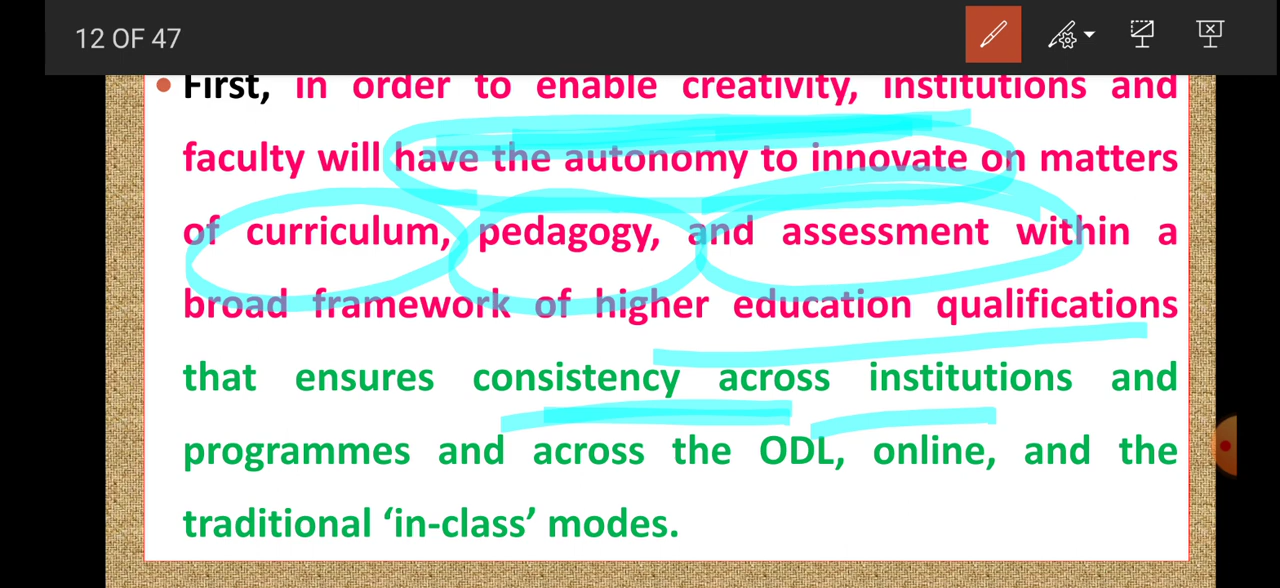 12 OF 47
• First, in order to enable creativity, institutions and
faculty will have the autonomy to innovate on matters
of curriculum, pedagogy, and assessment within a
broad framework of higher education qualifications
that ensures consistency across institutions and
programmes and across the ODL, online, and the
traditional ‘in-class’ modes.